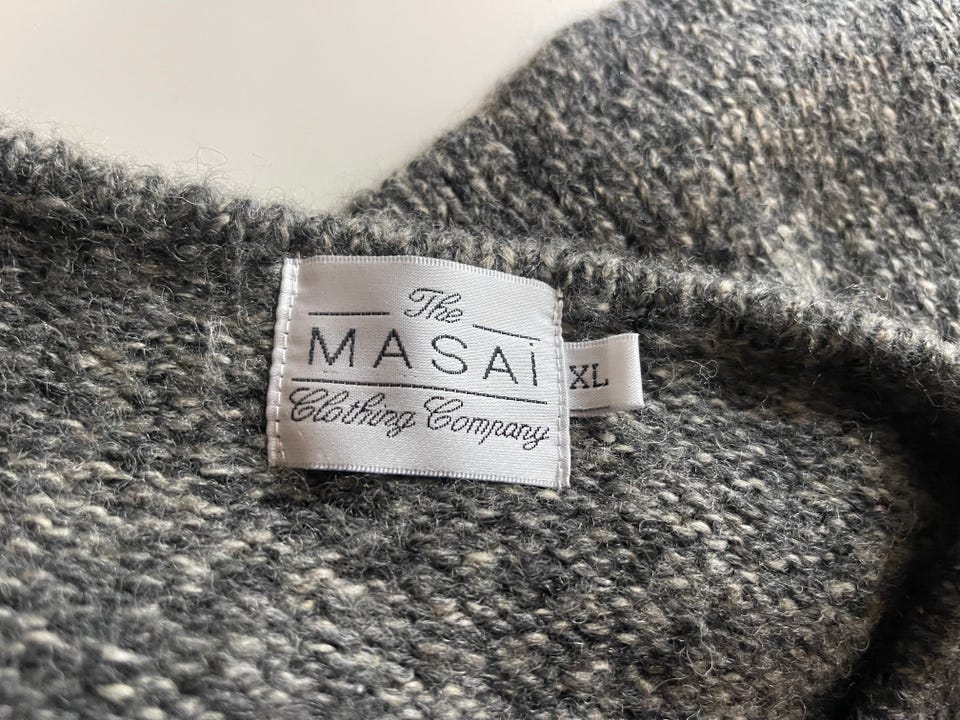 The
MASAI
Clothing Company
XL